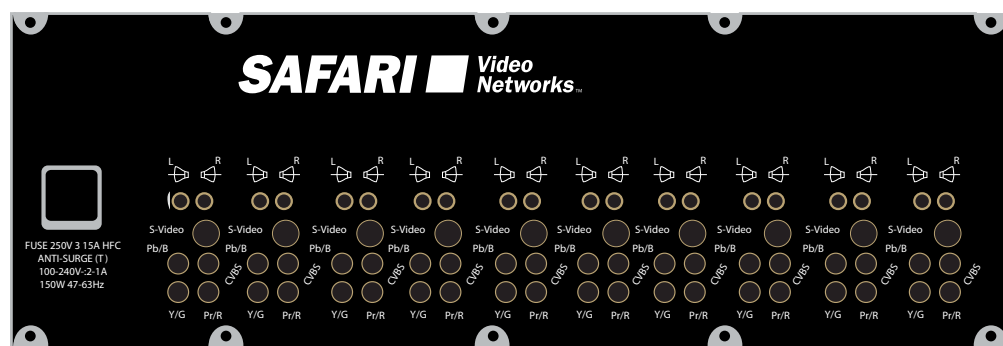 SAFARI Video
Networks™
L R L R L R L R L R L R L R L R L R L R
S-Video S-Video S-Video S-Video S-Video S-Video S-Video S-Video S-Video S-Video
Pb/B Pb/B Pb/B Pb/B Pb/B Pb/B Pb/B Pb/B Pb/B Pb/B
CVBS CVBS CVBS CVBS CVBS CVBS CVBS CVBS CVBS CVBS
Y/G Pr/R Y/G Pr/R Y/G Pr/R Y/G Pr/R Y/G Pr/R Y/G Pr/R Y/G Pr/R Y/G Pr/R Y/G Pr/R Y/G Pr/R
FUSE 250V 3 15A HFC
ANTI-SURGE (T)
100-240V-:2-1A
150W 47-63Hz